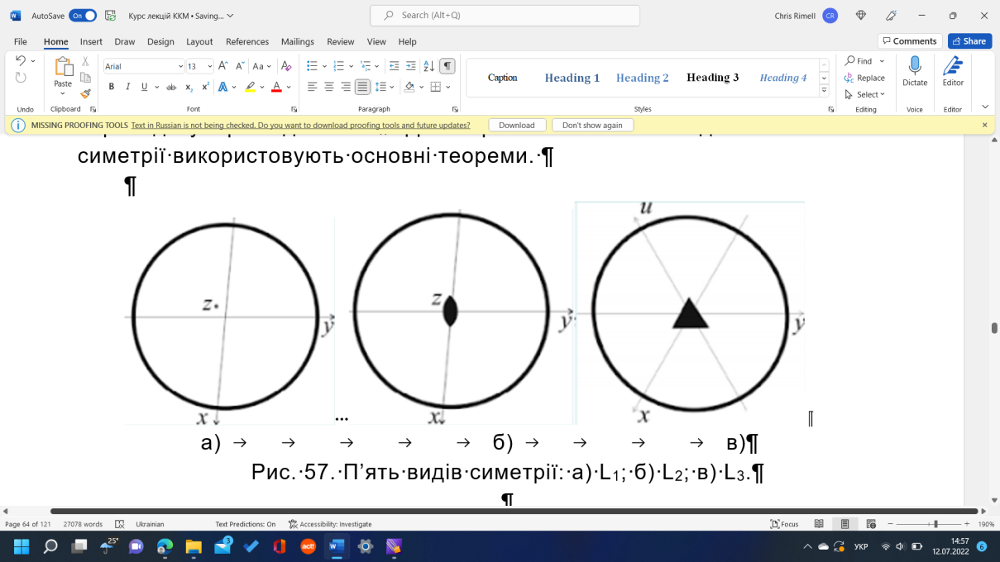 AutoSave On Курс лекцій ККМ • Saving... Search (Alt+Q) Chris Rimell CR
File Home Insert Draw Design Layout References Mailings Review View Help Comments Share
Paste Arial 13 Aa Caption Heading 1 Heading 2 Heading 3 Heading 4 Find Replace Select Dictate Editor
Undo Clipboard Font Paragraph Styles Editing Voice Editor
MISSING PROOFING TOOLS Text in Russian is not being checked. Do you want to download proofing tools and future updates? Download Don't show again
симетрії·використовують·основні·теореми.·¶
¶
u
z z
y y y
x x x
... ¶
а) → → → → → б) → → → → в)¶
Рис.·57.·П’ять·видів·симетрії:·а)·L₁;·б)·L₂;·в)·L₃.¶
¶
Page 64 of 121 27078 words Ukrainian Text Predictions: On Accessibility: Investigate Focus 190%
25° 3 act! УКР 14:57 12.07.2022 6